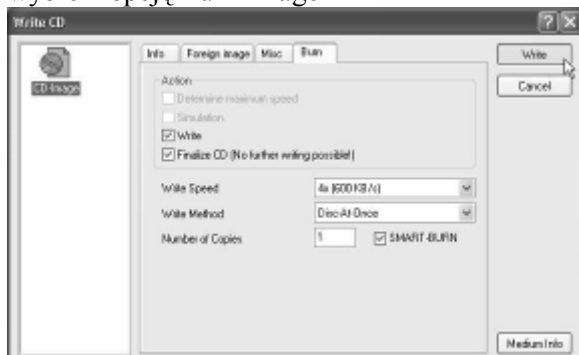 Write CD
Info Foreign image Misc Burn
Write
CD-Image
Action
Cancel
Determine maximum speed
Simulation
Write
Finalize CD (No further writing possible!)
Write Speed 4x (600 KB/s)
Write Method Disc-At-Once
Number of Copies 1 SMART-BURN
Medium Info